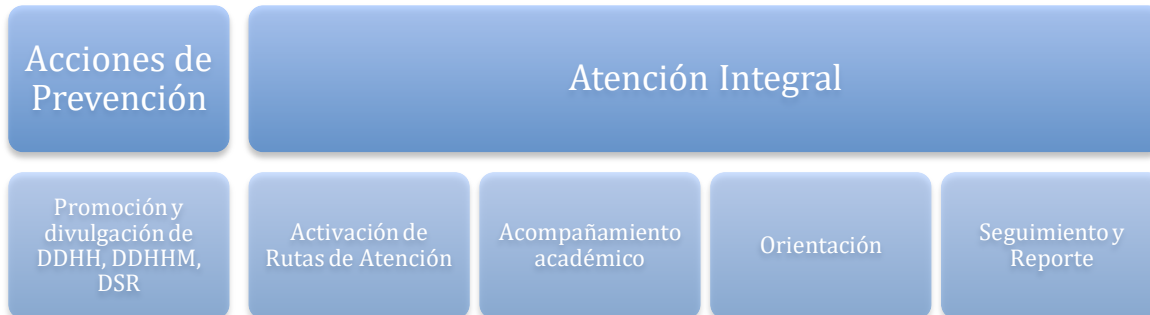 Acciones de
Prevención
Atención Integral
Promoción y
divulgación de
DDHH, DDHHM,
DSR
Activación de
Rutas de Atención
Acompañamiento
académico
Orientación
Seguimiento y
Reporte